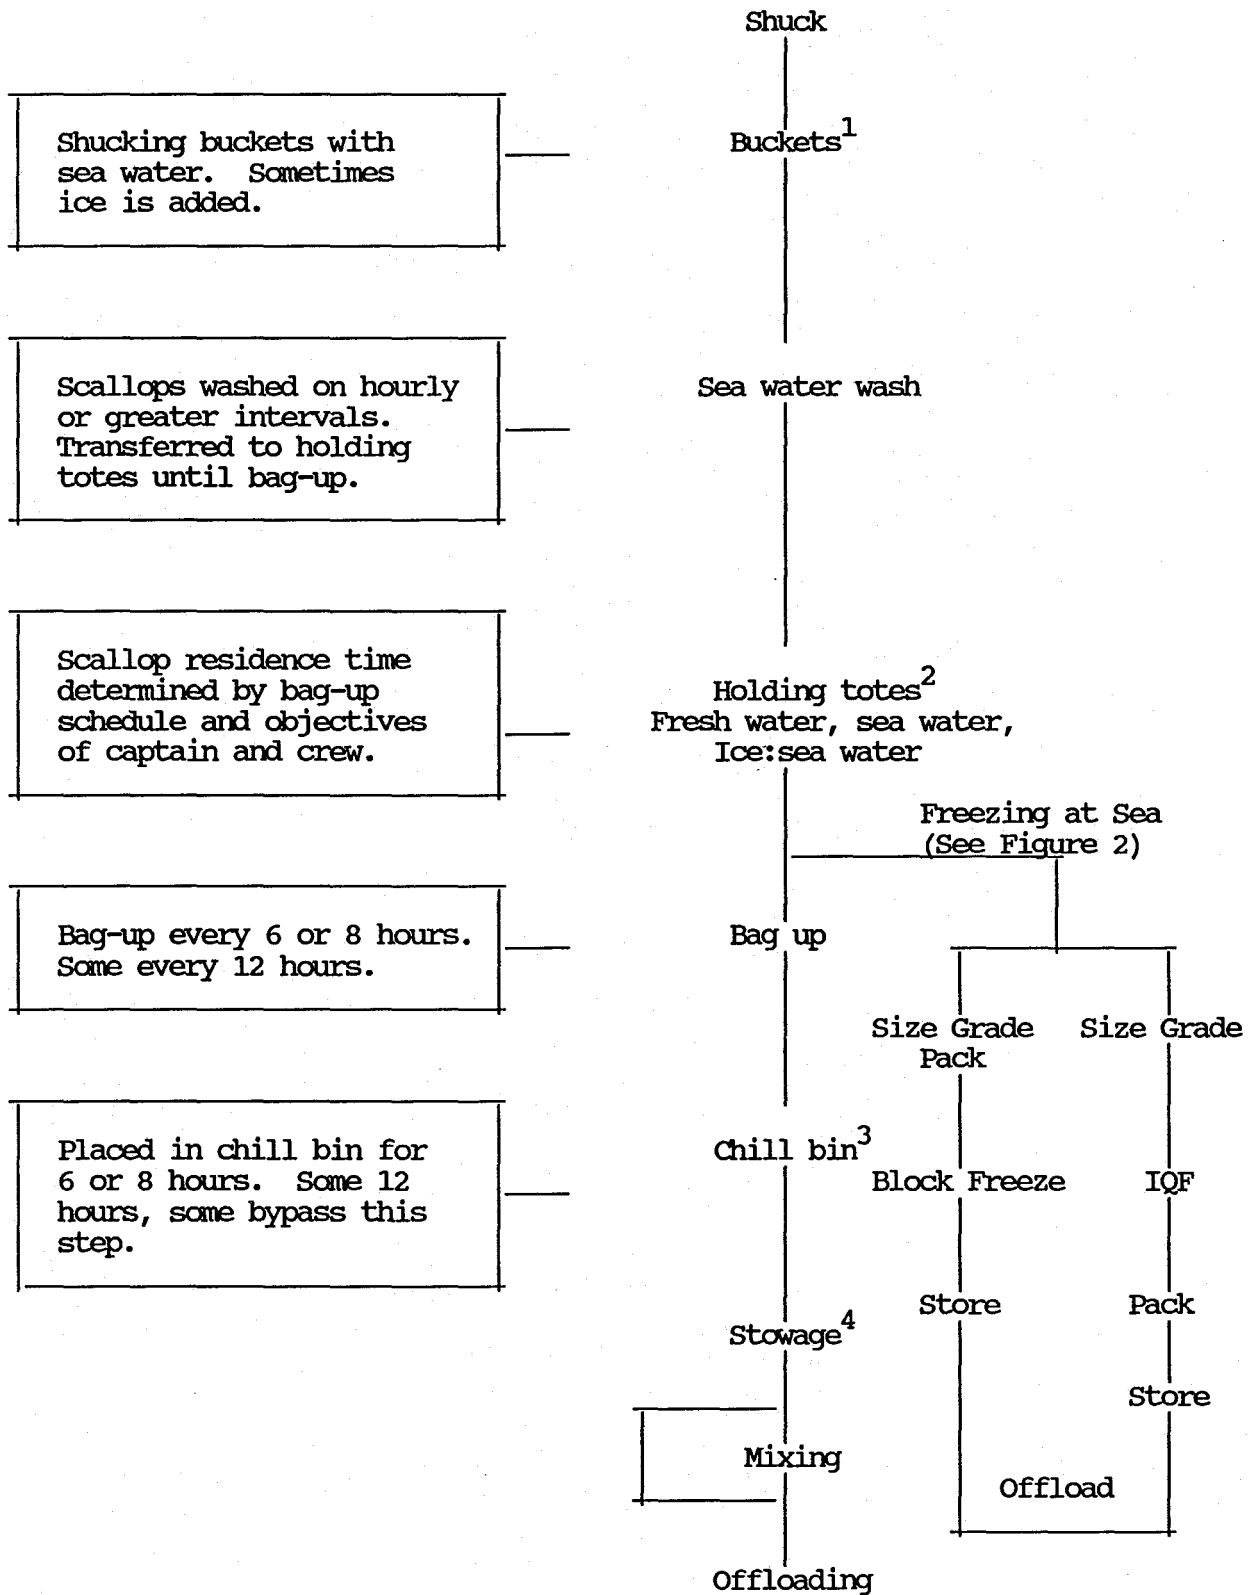 Shuck
Shucking buckets with
sea water. Sometimes
ice is added.
Buckets1
Scallops washed on hourly
or greater intervals.
Transferred to holding
totes until bag-up.
Sea water wash
Scallop residence time
determined by bag-up
schedule and objectives
of captain and crew.
Holding totes2
Fresh water, sea water,
Ice:sea water
Freezing at Sea
(See Figure 2)
Bag-up every 6 or 8 hours.
Some every 12 hours.
Bag up
Size Grade
Pack
Size Grade
Placed in chill bin for
6 or 8 hours. Some 12
hours, some bypass this
step.
Chill bin3
Block Freeze
IQF
Store
Pack
Stowage4
Store
Mixing
Offload
Offloading